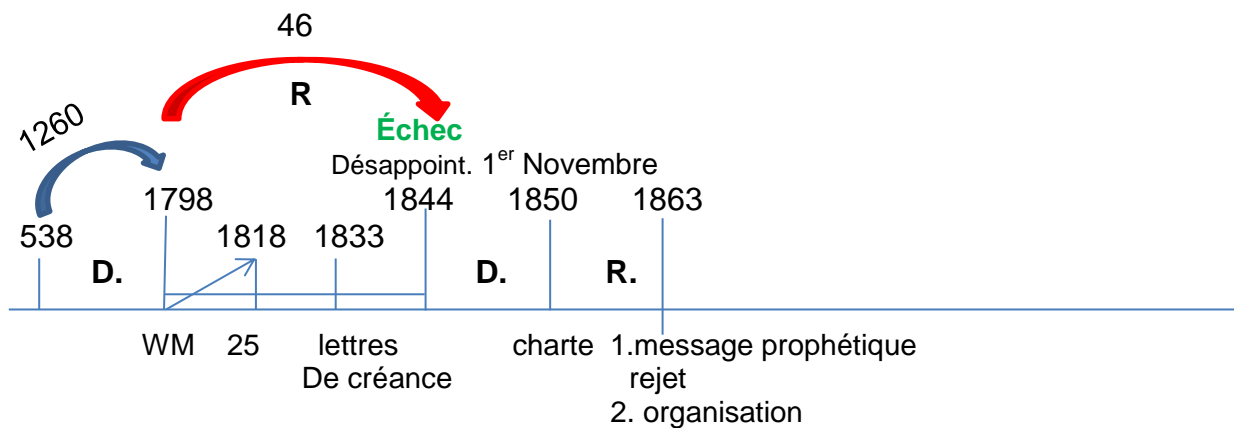 46
R
1260
Échec
Désappoint. 1er Novembre
1798 1844 1850 1863
538 1818 1833
D. D. R.
WM 25 lettres charte 1.message prophétique
De créance rejet
2. organisation